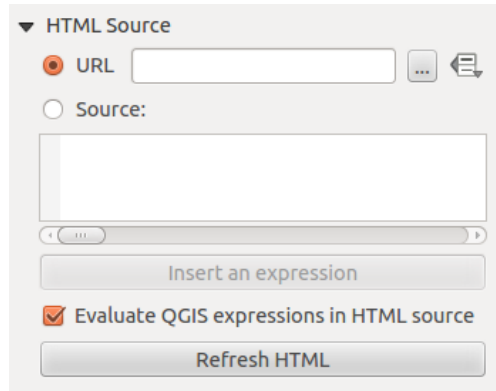 HTML Source
URL
...
Source:
Insert an expression
Evaluate QGIS expressions in HTML source
Refresh HTML